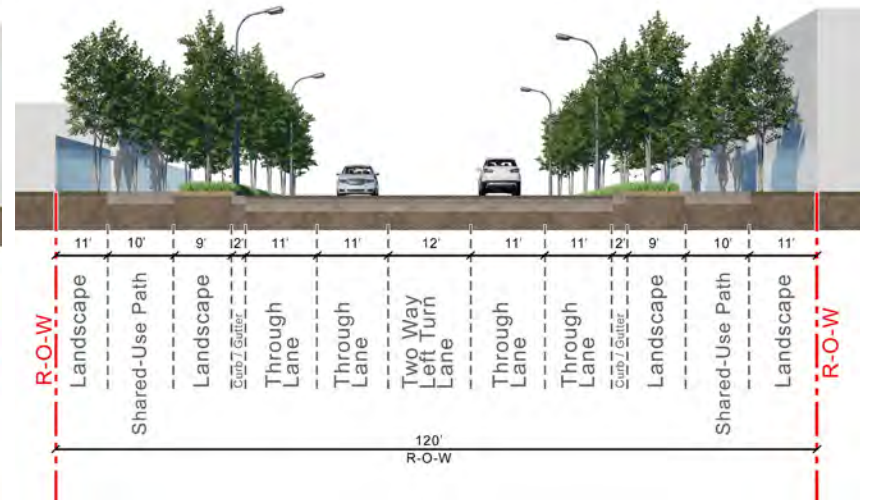 11' 10' 9' 2' 11' 11' 12' 11' 11' 2' 9' 10' 11'
R-O-W
Landscape
Shared-Use Path
Landscape
Curb / Gutter
Through
Lane
Through
Lane
Two Way
Left Turn
Lane
Through
Lane
Through
Lane
Curb / Gutter
Landscape
Shared-Use Path
Landscape
R-O-W
120'
R-O-W